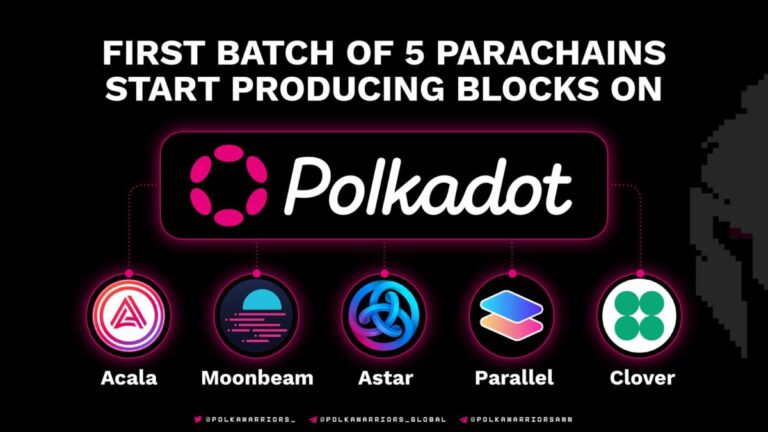 FIRST BATCH OF 5 PARACHAINS
START PRODUCING BLOCKS ON
Polkadot
Acala Moonbeam Astar Parallel Clover
@POLKAWARRIORS_ @POLKAWARRIORS_GLOBAL @POLKAWARRIORSANN